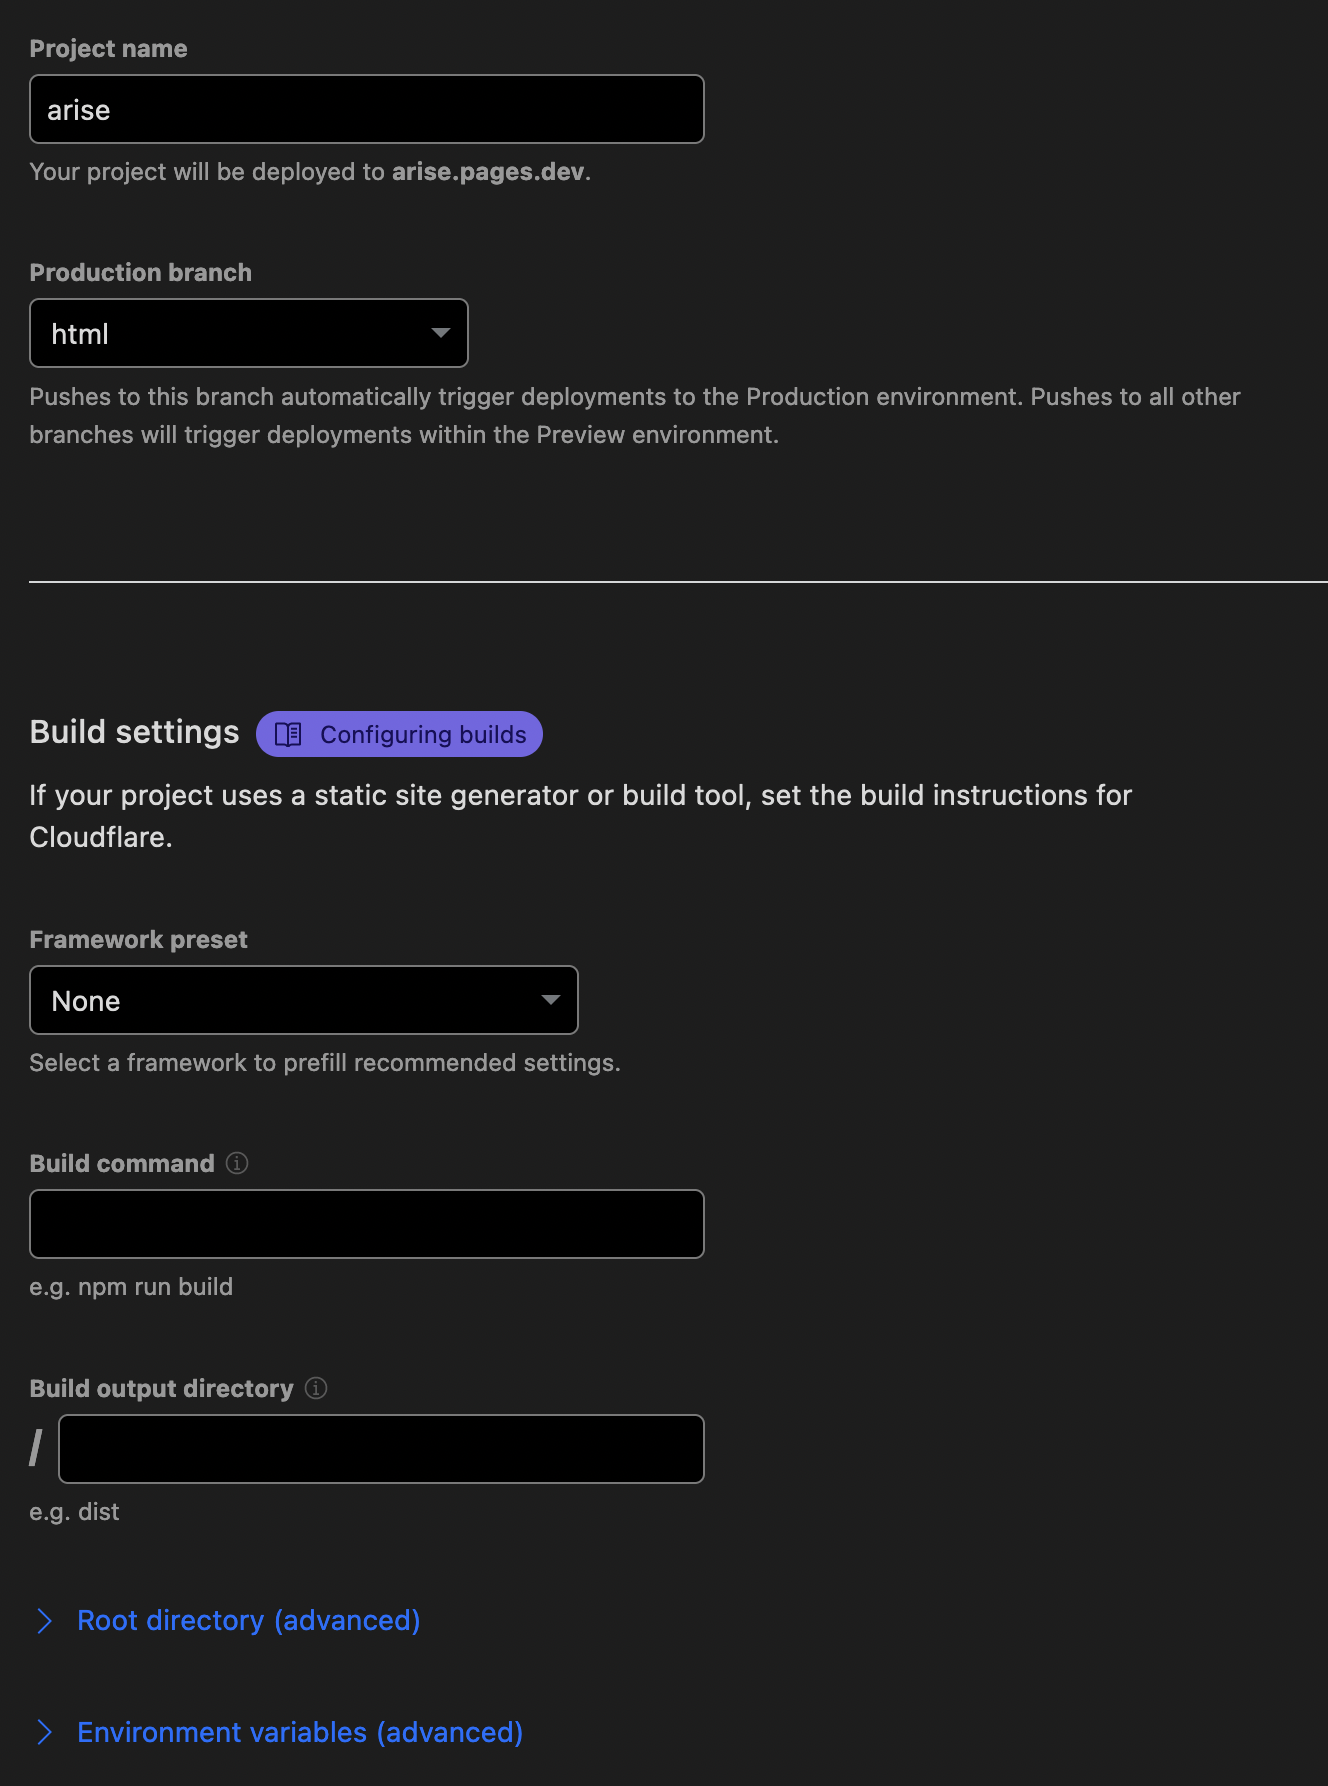 Project name
arise
Your project will be deployed to arise.pages.dev.
Production branch
html
Pushes to this branch automatically trigger deployments to the Production environment. Pushes to all other
branches will trigger deployments within the Preview environment.
Build settings
Configuring builds
If your project uses a static site generator or build tool, set the build instructions for
Cloudflare.
Framework preset
None
Select a framework to prefill recommended settings.
Build command
e.g. npm run build
Build output directory
/
e.g. dist
Root directory (advanced)
Environment variables (advanced)